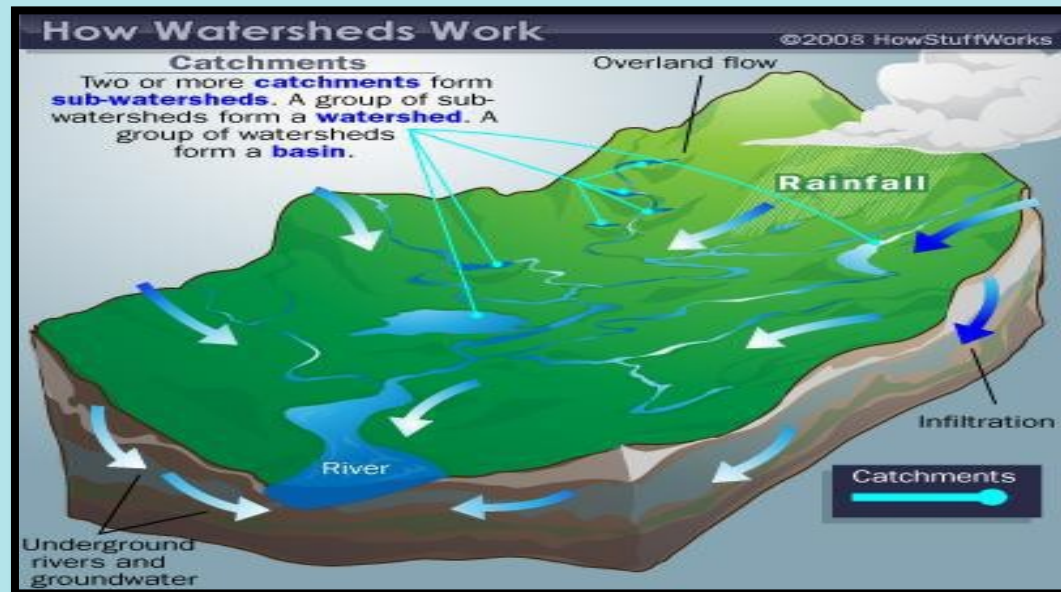 How Watersheds Work
©2008 HowStuffWorks
Catchments
Two or more catchments form
sub-watersheds. A group of sub-
watersheds form a watershed. A
group of watersheds
form a basin.
Overland flow
Rainfall
Infiltration
River
Catchments
Underground
rivers and
groundwater